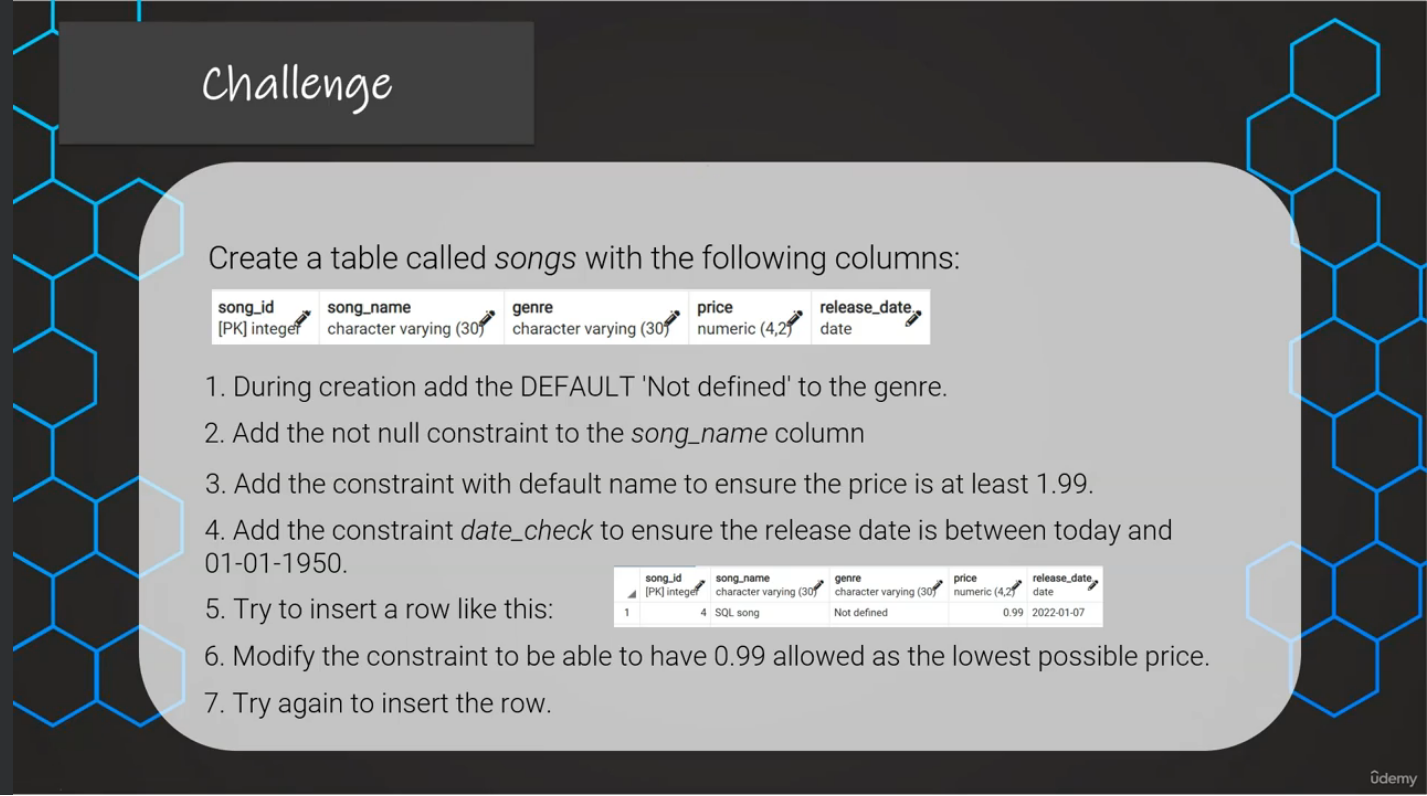 Challenge
Create a table called songs with the following columns:
song_id song_name genre price release_date
[PK] integer character varying (30) character varying (30) numeric (4,2) date
1. During creation add the DEFAULT 'Not defined' to the genre.
2. Add the not null constraint to the song_name column
3. Add the constraint with default name to ensure the price is at least 1.99.
4. Add the constraint date_check to ensure the release date is between today and
01-01-1950.
5. Try to insert a row like this:
song_id song_name genre price release_date
[PK] integer character varying (30) character varying (30) numeric (4,2) date
1 4 SQL song Not defined 0.99 2022-01-07
6. Modify the constraint to be able to have 0.99 allowed as the lowest possible price.
7. Try again to insert the row.
ûdemy